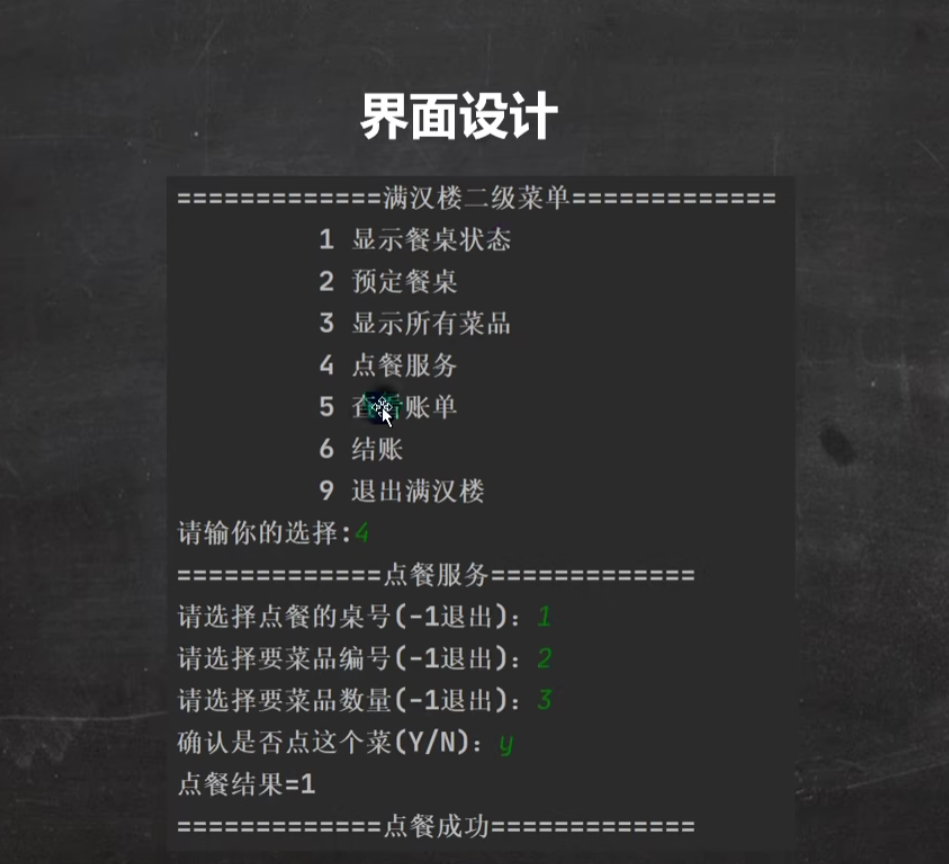 界面设计
=============满汉楼二级菜单=============
1 显示餐桌状态
2 预定餐桌
3 显示所有菜品
4 点餐服务
5 查看账单
6 结账
9 退出满汉楼
请输你的选择:4
=============点餐服务=============
请选择点餐的桌号(-1退出): 1
请选择要菜品编号(-1退出): 2
请选择要菜品数量(-1退出): 3
确认是否点这个菜(Y/N): y
点餐结果=1
=============点餐成功=============